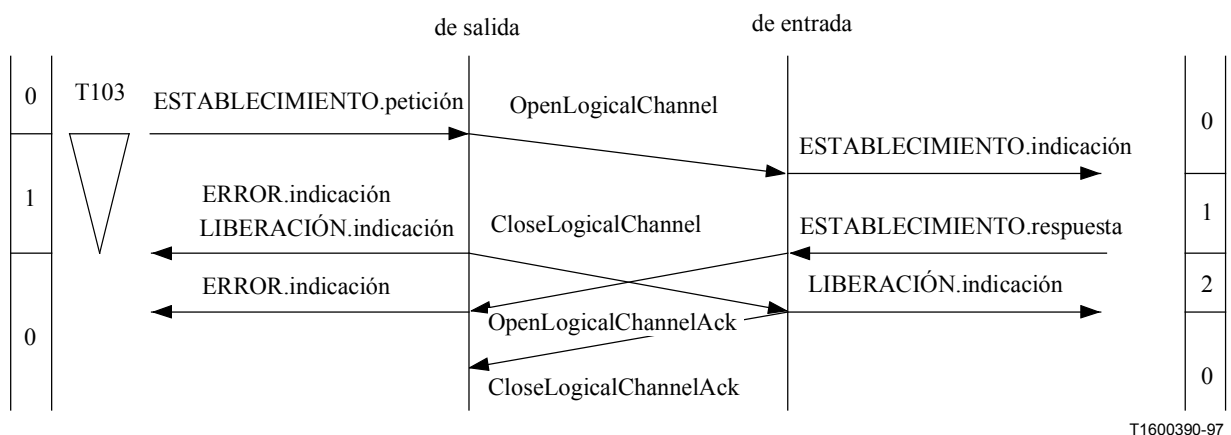 de salida
de entrada
0
T103
ESTABLECIMIENTO.petición
OpenLogicalChannel
0
ESTABLECIMIENTO.indicación
1
ERROR.indicación
LIBERACIÓN.indicación
CloseLogicalChannel
ESTABLECIMIENTO.respuesta
1
ERROR.indicación
LIBERACIÓN.indicación
2
OpenLogicalChannelAck
0
CloseLogicalChannelAck
0
T1600390-97